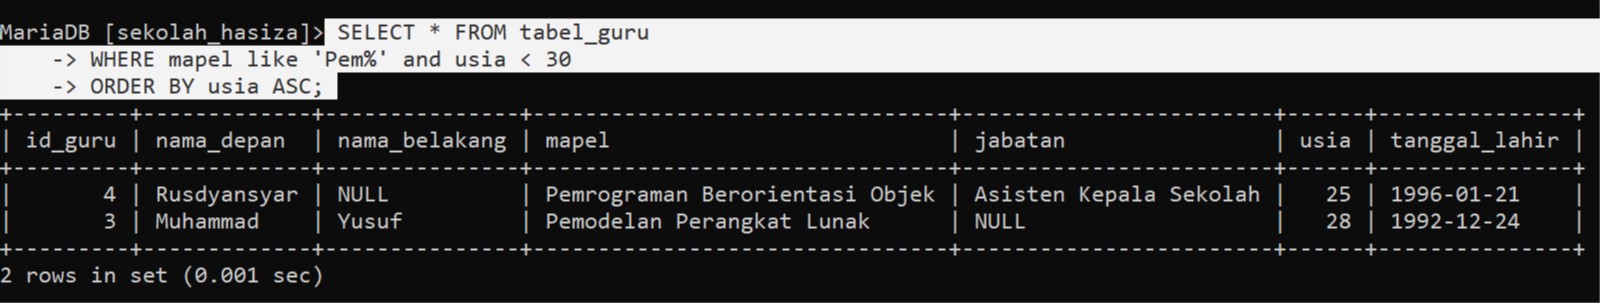 MariaDB [sekolah_hasiza]> SELECT * FROM tabel_guru
    -> WHERE mapel like 'Pem%' and usia < 30
    -> ORDER BY usia ASC;
+---------+-------------+---------------+--------------------------------+------------------------+------+---------------+
| id_guru | nama_depan  | nama_belakang | mapel                          | jabatan                | usia | tanggal_lahir |
+---------+-------------+---------------+--------------------------------+------------------------+------+---------------+
|       4 | Rusdyansyar | NULL          | Pemrograman Berorientasi Objek | Asisten Kepala Sekolah |   25 | 1996-01-21    |
|       3 | Muhammad    | Yusuf         | Pemodelan Perangkat Lunak      | NULL                   |   28 | 1992-12-24    |
+---------+-------------+---------------+--------------------------------+------------------------+------+---------------+
2 rows in set (0.001 sec)